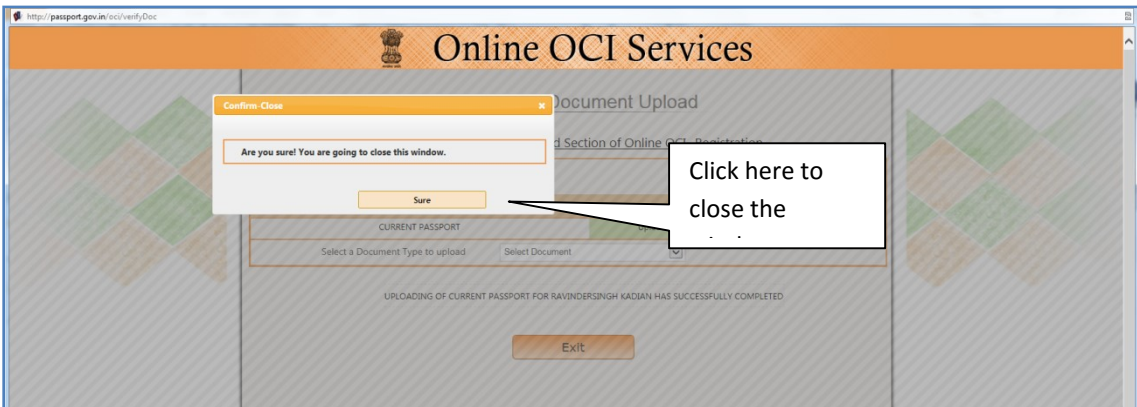 http://passport.gov.in/oci/verifyDoc
Online OCI Services
Document Upload
Confirm-Close
Section of Online OCI Registration
Are you sure! You are going to close this window.
Click here to
close the
Sure
CURRENT PASSPORT
Select a Document Type to upload Select Document
UPLOADING OF CURRENT PASSPORT FOR RAVINDERSINGH KADIAN HAS SUCCESSFULLY COMPLETED
Exit